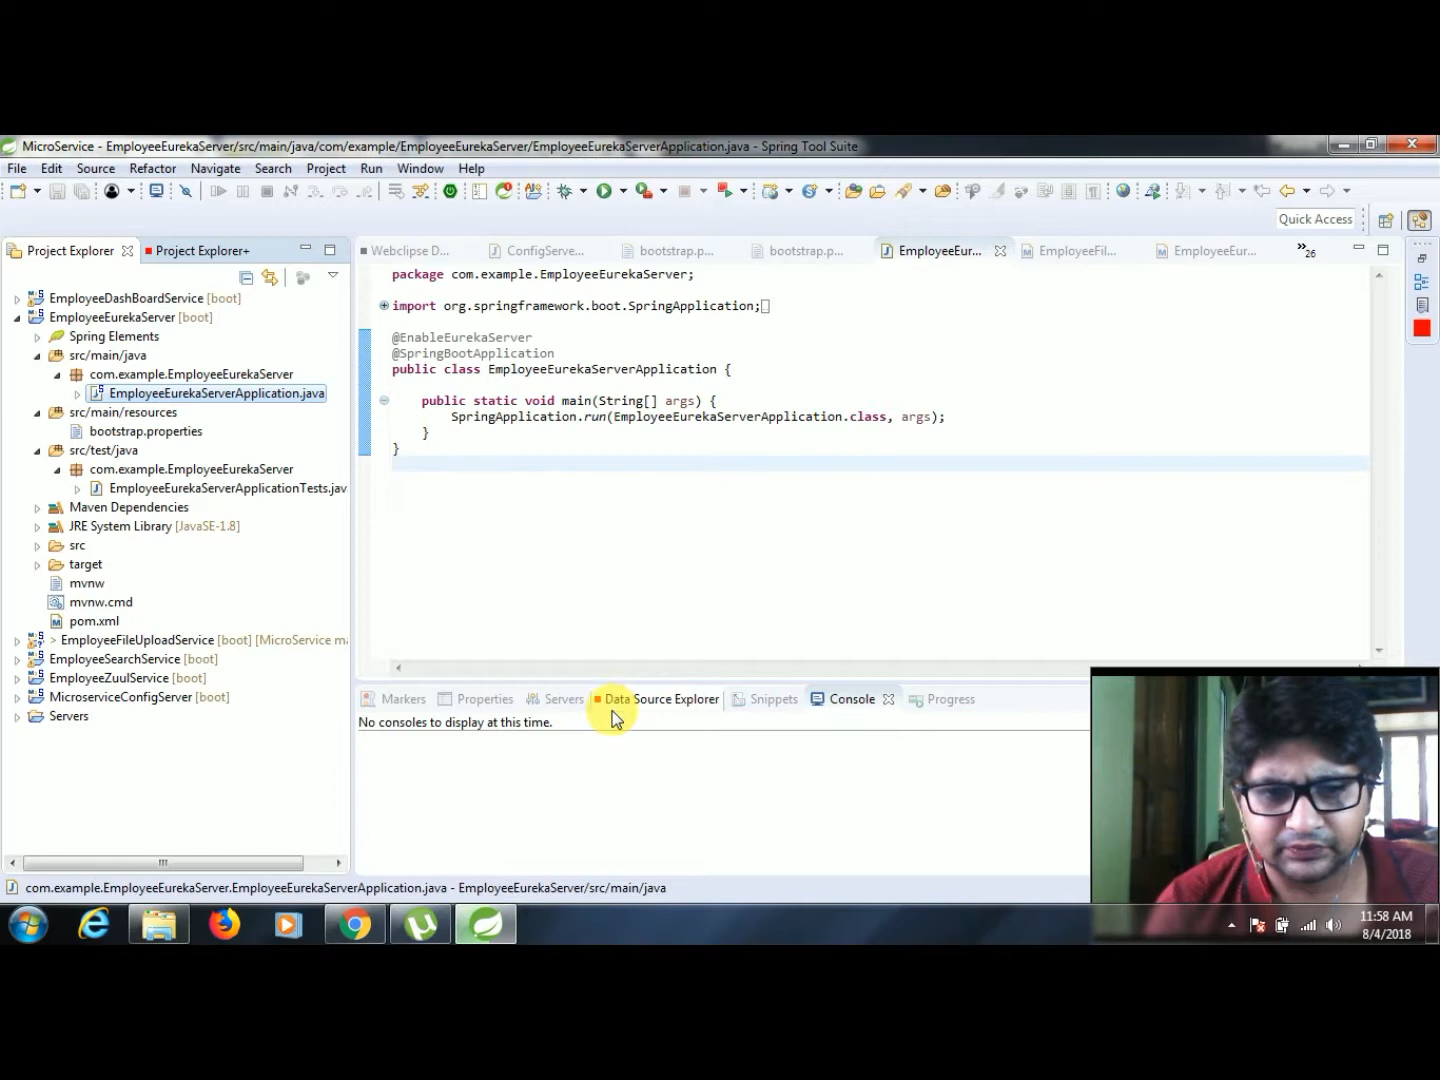 MicroService - EmployeeEurekaServer/src/main/java/com/example/EmployeeEurekaServer/EmployeeEurekaServerApplication.java - Spring Tool Suite
File Edit Source Refactor Navigate Search Project Run Window Help
Quick Access
Project Explorer Project Explorer+
Webclipse D... ConfigServe... bootstrap.p... bootstrap.p... EmployeeEur... EmployeeFil... EmployeeEur... »26
EmployeeDashBoardService [boot]
EmployeeEurekaServer [boot]
Spring Elements
src/main/java
com.example.EmployeeEurekaServer
EmployeeEurekaServerApplication.java
src/main/resources
bootstrap.properties
src/test/java
com.example.EmployeeEurekaServer
EmployeeEurekaServerApplicationTests.jav
Maven Dependencies
JRE System Library [JavaSE-1.8]
src
target
mvnw
mvnw.cmd
pom.xml
> EmployeeFileUploadService [boot] [MicroService ma
EmployeeSearchService [boot]
EmployeeZuulService [boot]
MicroserviceConfigServer [boot]
Servers
package com.example.EmployeeEurekaServer;
import org.springframework.boot.SpringApplication;
@EnableEurekaServer
@SpringBootApplication
public class EmployeeEurekaServerApplication {
public static void main(String[] args) {
SpringApplication.run(EmployeeEurekaServerApplication.class, args);
}
}
Markers Properties Servers Data Source Explorer Snippets Console Progress
No consoles to display at this time.
com.example.EmployeeEurekaServer.EmployeeEurekaServerApplication.java - EmployeeEurekaServer/src/main/java
11:58 AM
8/4/2018